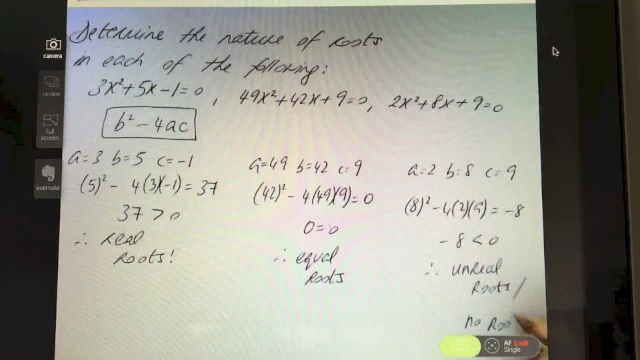 Determine the nature of roots
in each of the following:
3x²+5x-1=0, 49x²+42x+9=0, 2x²+8x+9=0
b²-4ac
a=3 b=5 c=-1
(5)² - 4(3)(-1) = 37
37 > 0
∴ real
roots!
a=49 b=42 c=9
(42)² - 4(49)(9) = 0
0=0
∴ equal
roots
a=2 b=8 c=9
(8)² - 4(2)(9) = -8
-8 < 0
∴ unreal
roots/
no Roo
camera
review
full
screen
evernote
AF Lock
Single